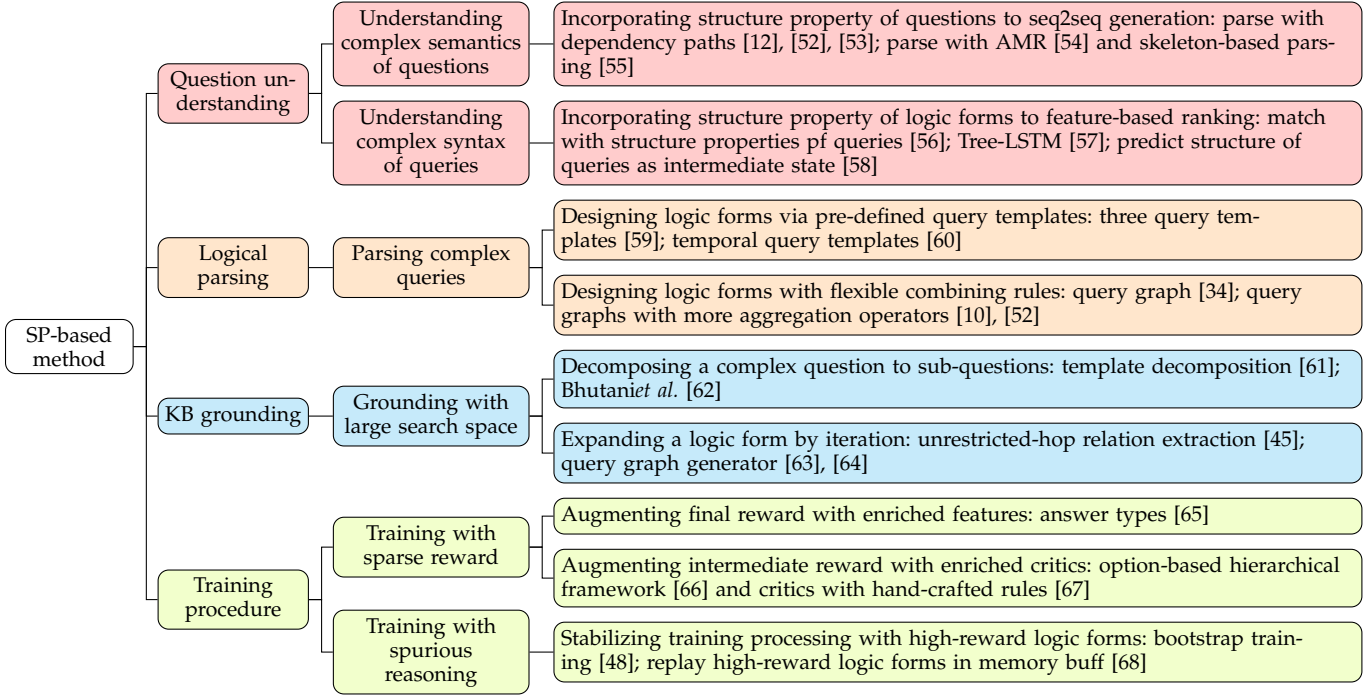 SP-based
method
Question un-
derstanding
Understanding
complex semantics
of questions
Incorporating structure property of questions to seq2seq generation: parse with
dependency paths [12], [52], [53]; parse with AMR [54] and skeleton-based pars-
ing [55]
Understanding
complex syntax
of queries
Incorporating structure property of logic forms to feature-based ranking: match
with structure properties pf queries [56]; Tree-LSTM [57]; predict structure of
queries as intermediate state [58]
Logical
parsing
Parsing complex
queries
Designing logic forms via pre-defined query templates: three query tem-
plates [59]; temporal query templates [60]
Designing logic forms with flexible combining rules: query graph [34]; query
graphs with more aggregation operators [10], [52]
KB grounding
Grounding with
large search space
Decomposing a complex question to sub-questions: template decomposition [61];
Bhutaniet al. [62]
Expanding a logic form by iteration: unrestricted-hop relation extraction [45];
query graph generator [63], [64]
Training
procedure
Training with
sparse reward
Augmenting final reward with enriched features: answer types [65]
Augmenting intermediate reward with enriched critics: option-based hierarchical
framework [66] and critics with hand-crafted rules [67]
Training with
spurious
reasoning
Stabilizing training processing with high-reward logic forms: bootstrap train-
ing [48]; replay high-reward logic forms in memory buff [68]